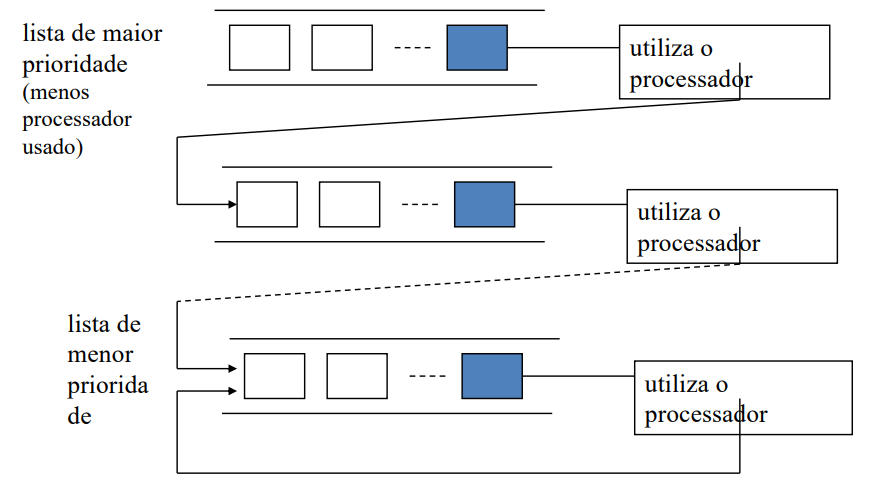 lista de maior
prioridade
(menos
processador
usado)
utiliza o
processador
utiliza o
processador
lista de
menor
priorida
de
utiliza o
processador